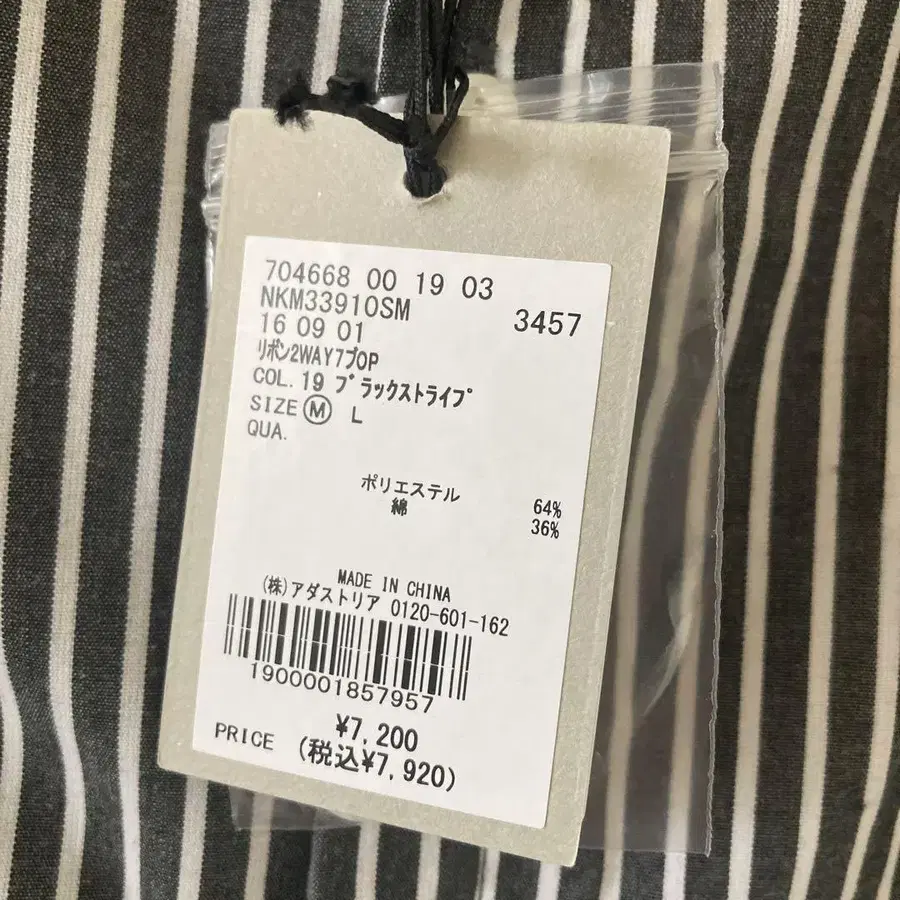 704668 00 19 03
NKM33910SM
3457
16 09 01
リボン2WAY7ブOP
COL. 19 ブラックストライプ
SIZE Ⓜ L
QUA.
ポリエステル 64%
綿 36%
MADE IN CHINA
(株)アダストリア 0120-601-162
1900001857957
¥7,200
PRICE (税込¥7,920)